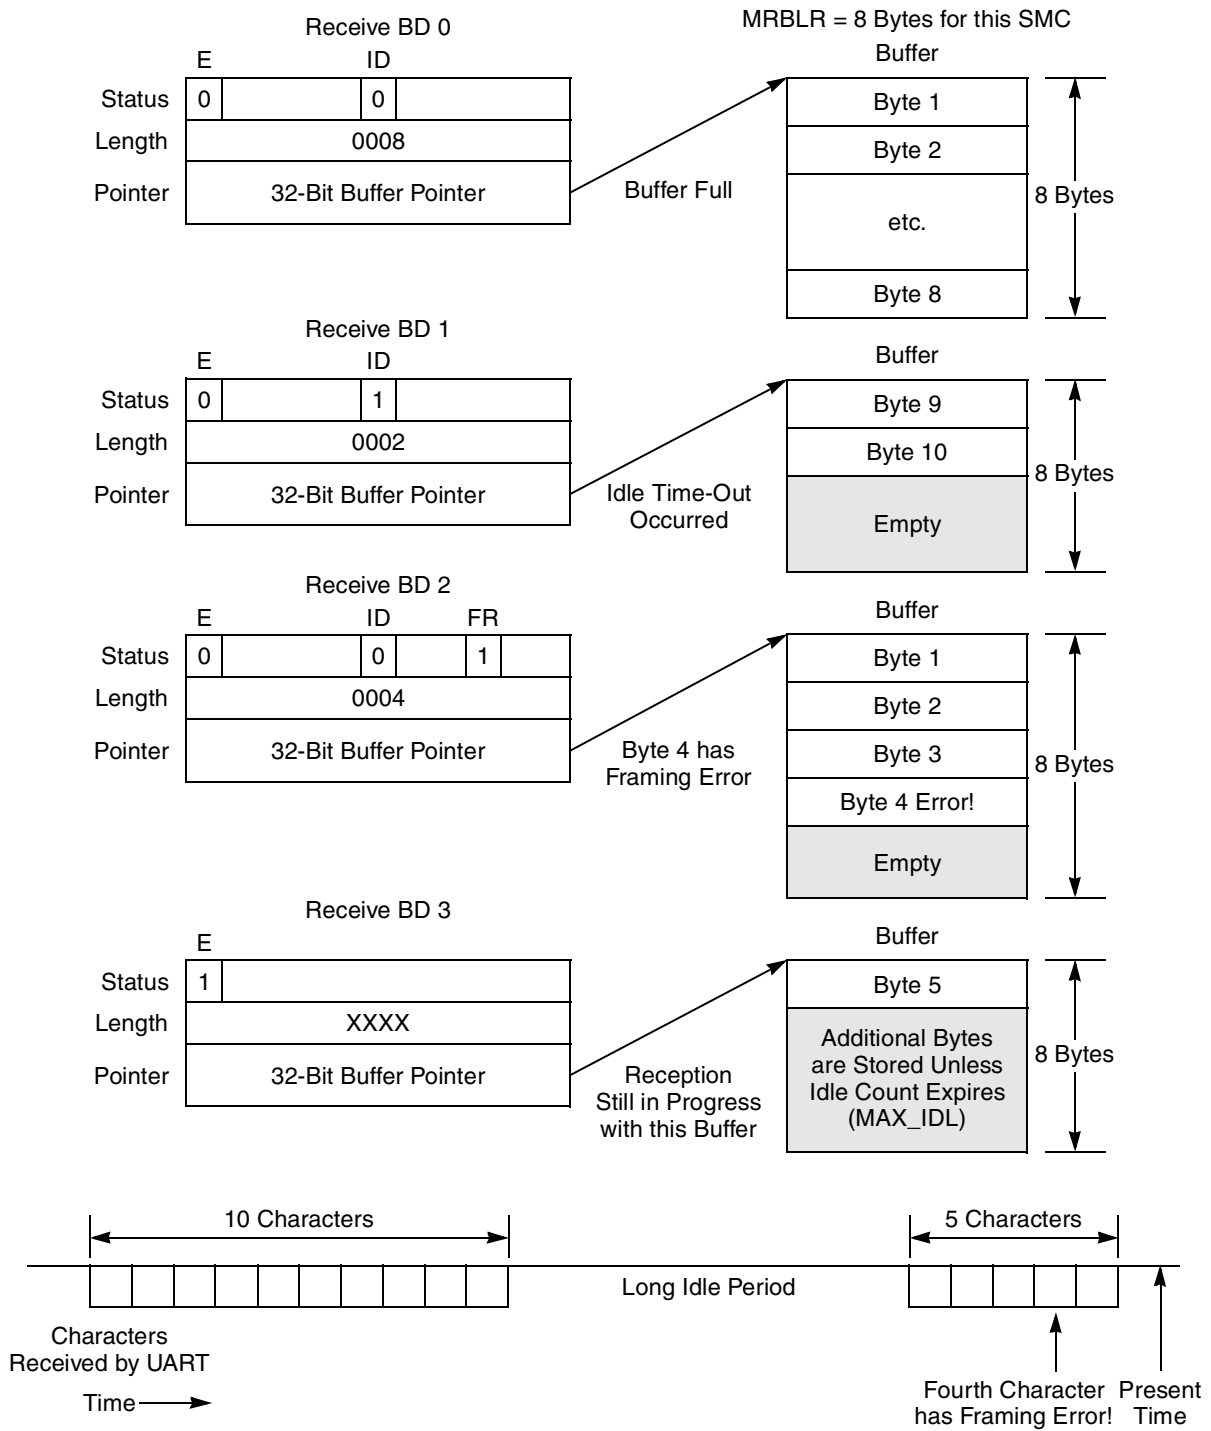 Receive BD 0
MRBLR = 8 Bytes for this SMC
E ID
Buffer
Status 0 0
Byte 1
Length 0008
Byte 2
Pointer 32-Bit Buffer Pointer
Buffer Full
8 Bytes
etc.
Byte 8
Receive BD 1
Buffer
E ID
Status 0 1
Byte 9
Length 0002
Byte 10
8 Bytes
Pointer 32-Bit Buffer Pointer
Idle Time-Out
Occurred
Empty
Receive BD 2
Buffer
E ID FR
Status 0 0 1
Byte 1
Length 0004
Byte 2
Pointer 32-Bit Buffer Pointer
Byte 4 has
Framing Error
Byte 3
8 Bytes
Byte 4 Error!
Empty
Receive BD 3
Buffer
E
Status 1
Byte 5
Length XXXX
Additional Bytes
are Stored Unless
Idle Count Expires
(MAX_IDL)
8 Bytes
Pointer 32-Bit Buffer Pointer
Reception
Still in Progress
with this Buffer
10 Characters
5 Characters
Long Idle Period
Characters
Received by UART
Time
Fourth Character
has Framing Error!
Present
Time